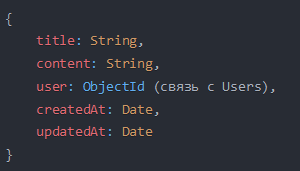 {
title: String,
content: String,
user: ObjectId (связь с Users),
createdAt: Date,
updatedAt: Date
}